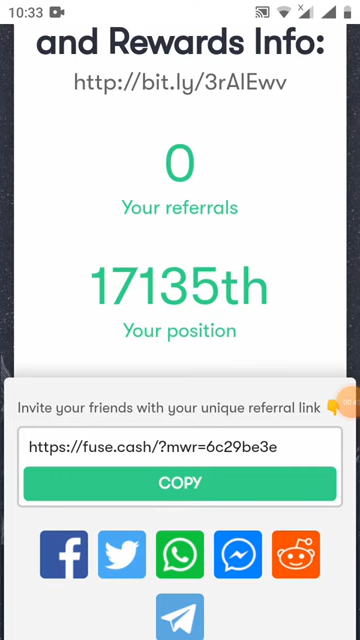 10:33
and Rewards Info:
http://bit.ly/3rAlEwv
0
Your referrals
17135th
Your position
Invite your friends with your unique referral link 👇
https://fuse.cash/?mwr=6c29be3e
COPY